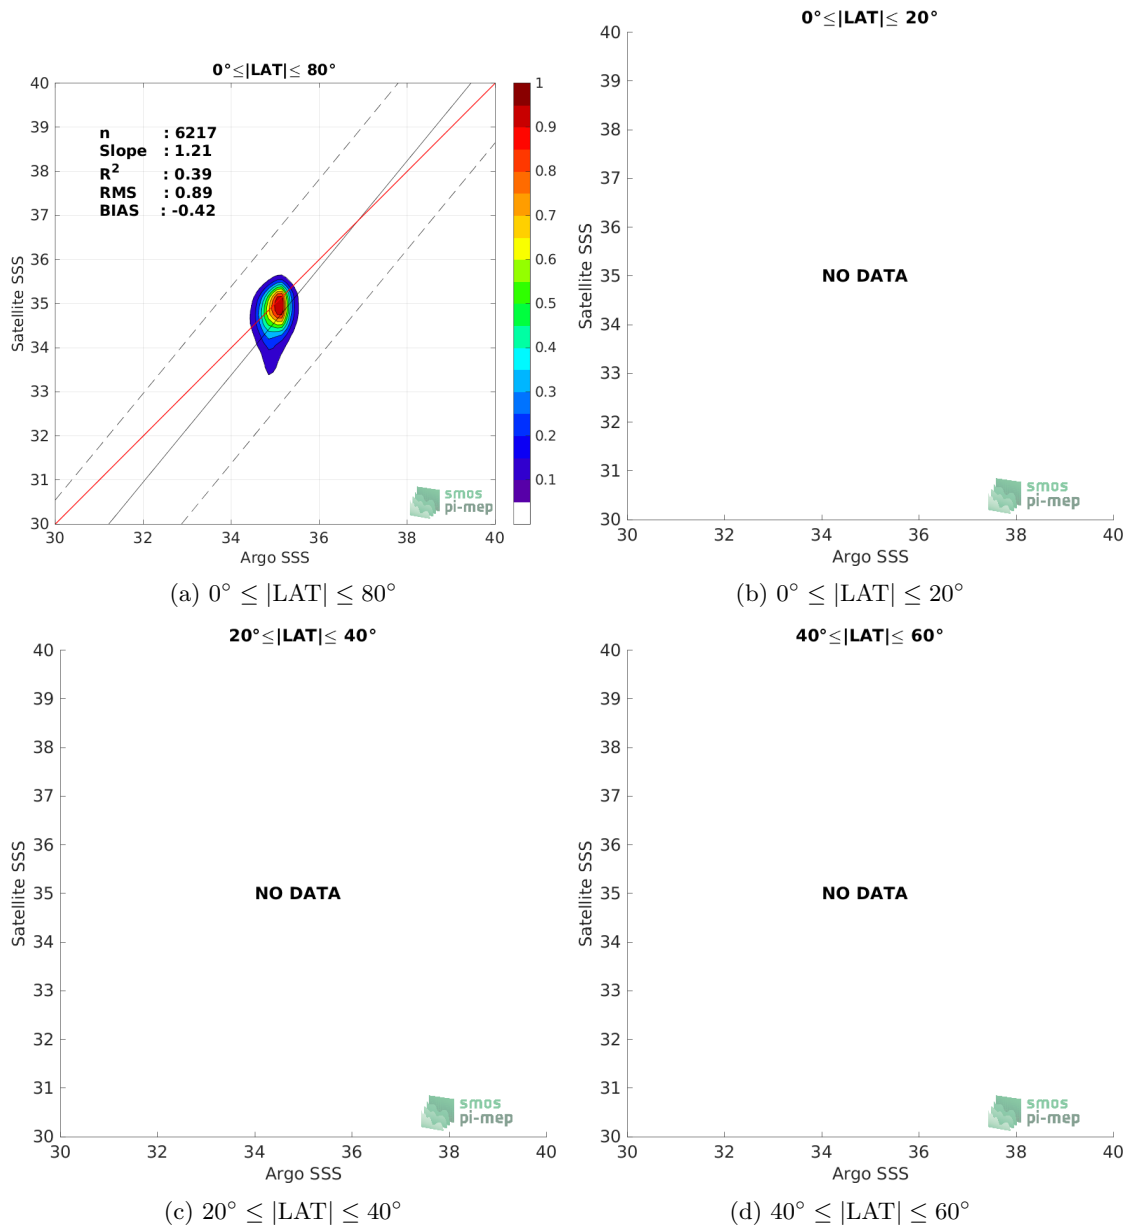 0°≤|LAT|≤ 80°
40
39
38
37
36
35
34
33
32
31
30
Satellite SSS
n : 6217
Slope : 1.21
R² : 0.39
RMS : 0.89
BIAS : -0.42
1
0.9
0.8
0.7
0.6
0.5
0.4
0.3
0.2
0.1
smos
pi-mep
30 32 34 36 38 40
Argo SSS
(a) 0° ≤ |LAT| ≤ 80°
0°≤|LAT|≤ 20°
40
39
38
37
36
35
34
33
32
31
30
Satellite SSS
NO DATA
smos
pi-mep
30 32 34 36 38 40
Argo SSS
(b) 0° ≤ |LAT| ≤ 20°
20°≤|LAT|≤ 40°
40
39
38
37
36
35
34
33
32
31
30
Satellite SSS
NO DATA
smos
pi-mep
30 32 34 36 38 40
Argo SSS
(c) 20° ≤ |LAT| ≤ 40°
40°≤|LAT|≤ 60°
40
39
38
37
36
35
34
33
32
31
30
Satellite SSS
NO DATA
smos
pi-mep
30 32 34 36 38 40
Argo SSS
(d) 40° ≤ |LAT| ≤ 60°